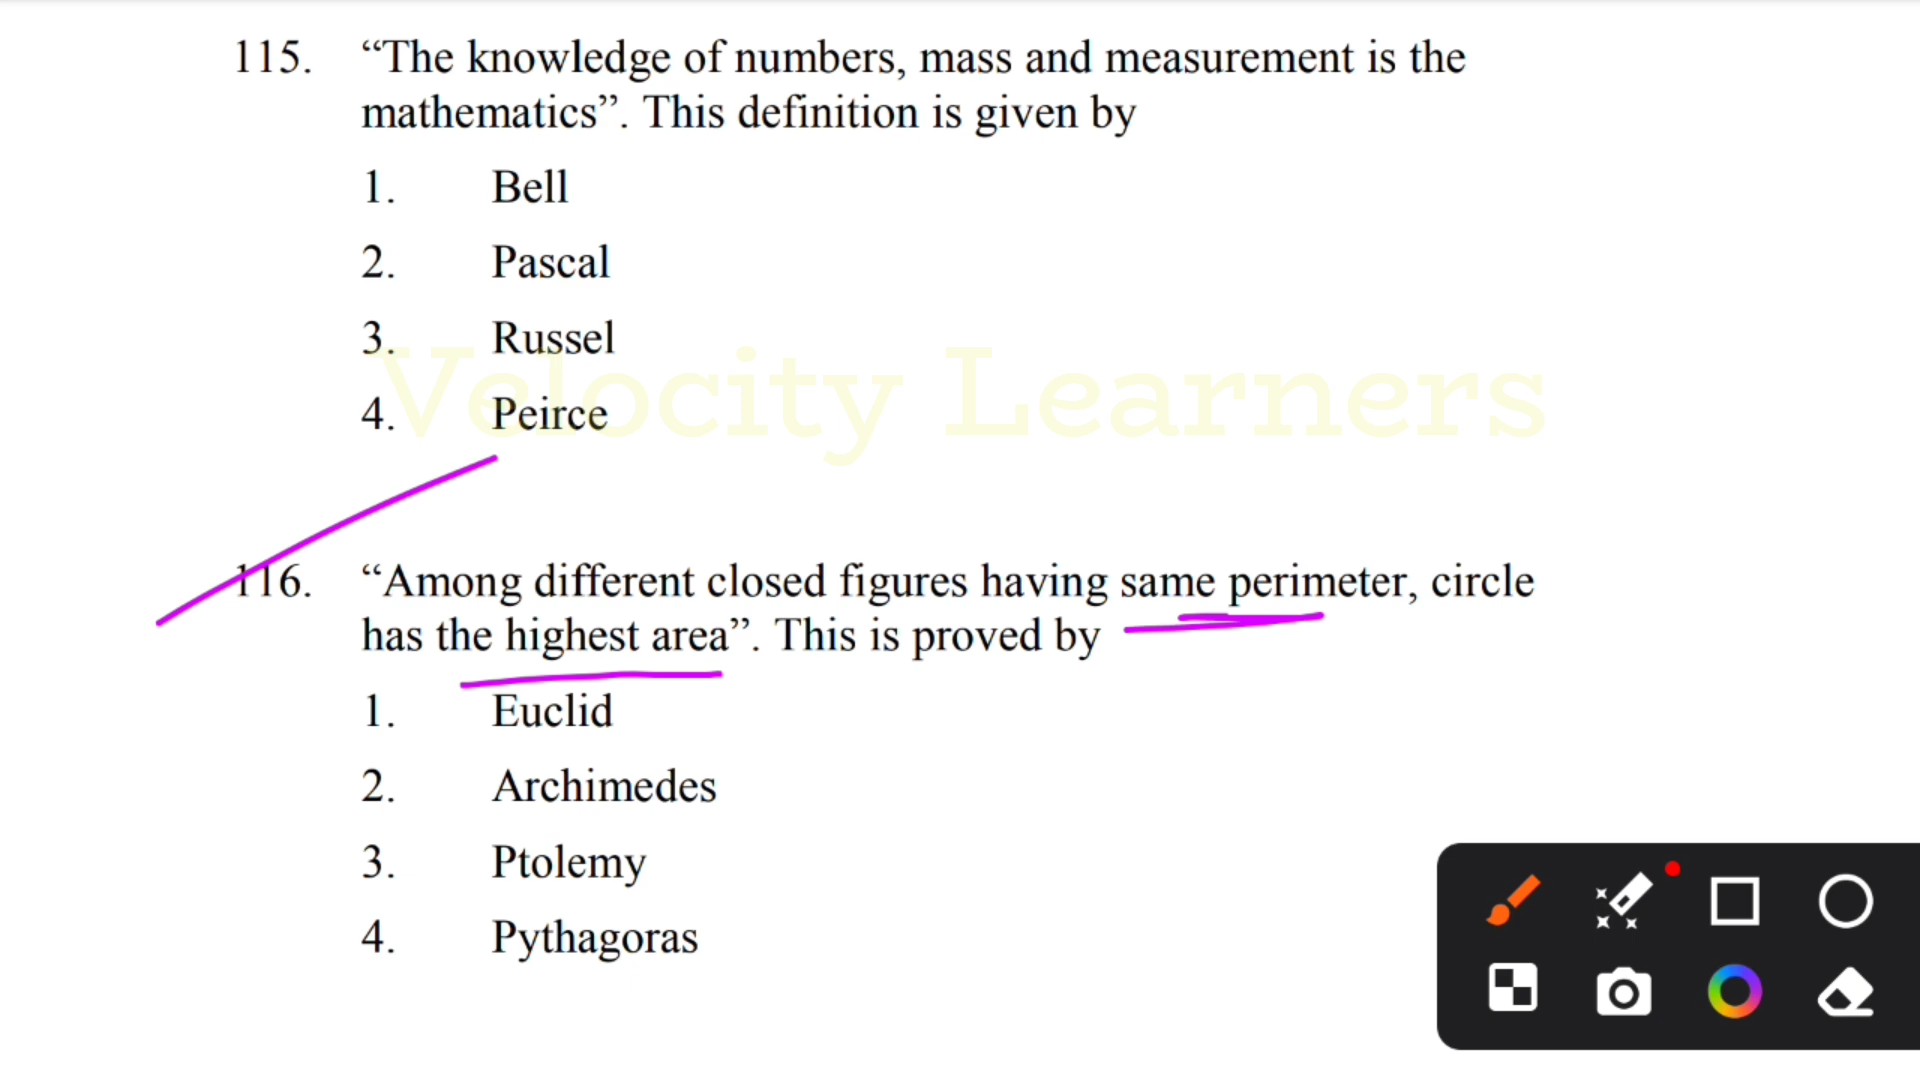 115. “The knowledge of numbers, mass and measurement is the
mathematics”. This definition is given by
1. Bell
2. Pascal
3. Russel
4. Peirce
Velocity Learners
116. “Among different closed figures having same perimeter, circle
has the highest area”. This is proved by
1. Euclid
2. Archimedes
3. Ptolemy
4. Pythagoras